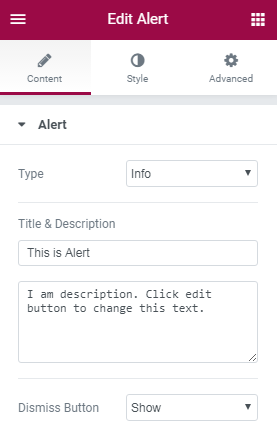 Edit Alert
Content Style Advanced
Alert
Type Info
Title & Description
This is Alert
I am description. Click edit
button to change this text.
Dismiss Button Show